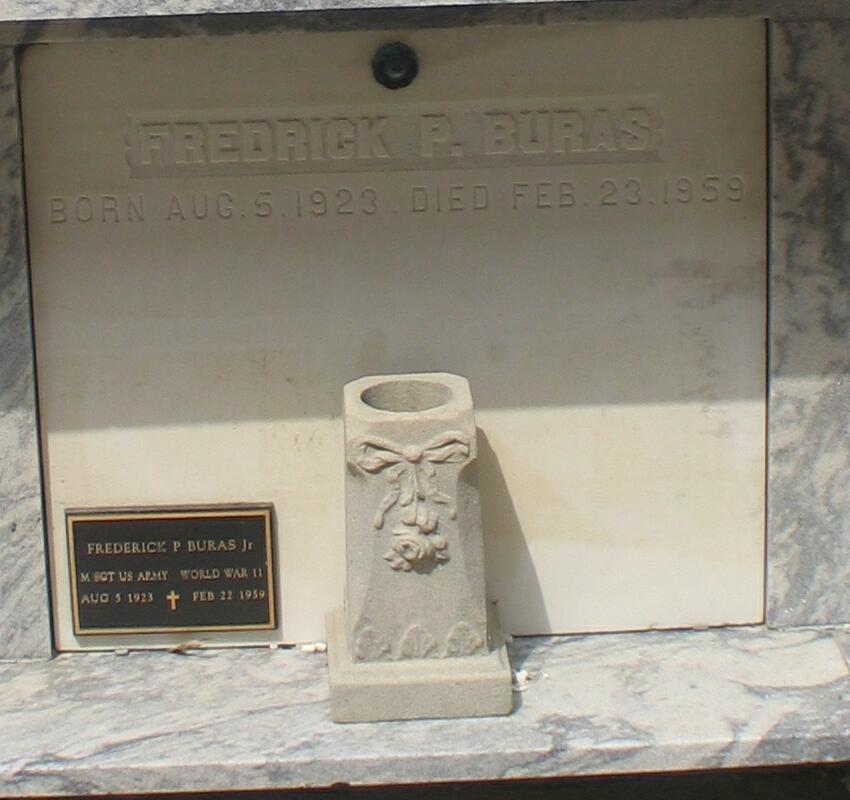 FREDRICK P. BURAS
BORN AUG. 5. 1923. DIED FEB. 23. 1959
FREDERICK P BURAS Jr
M SGT US ARMY WORLD WAR II
AUG 5 1923 FEB 22 1959